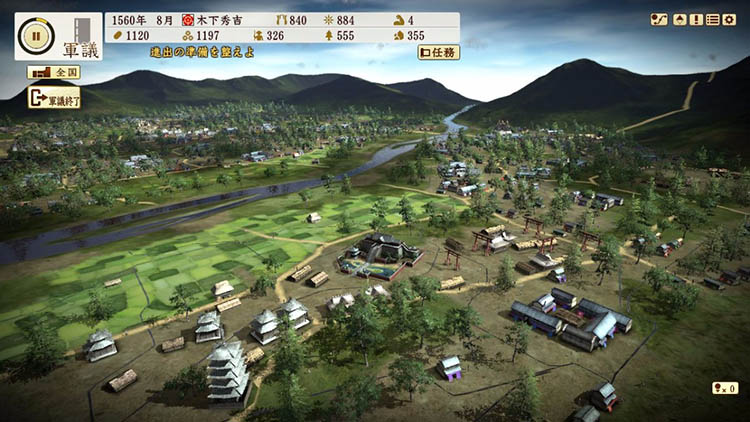 1560年 8月 木下秀吉 840 884 4
1120 1197 326 555 355
軍議
進出の準備を整えよ
任務
全国
軍議終了
× 0